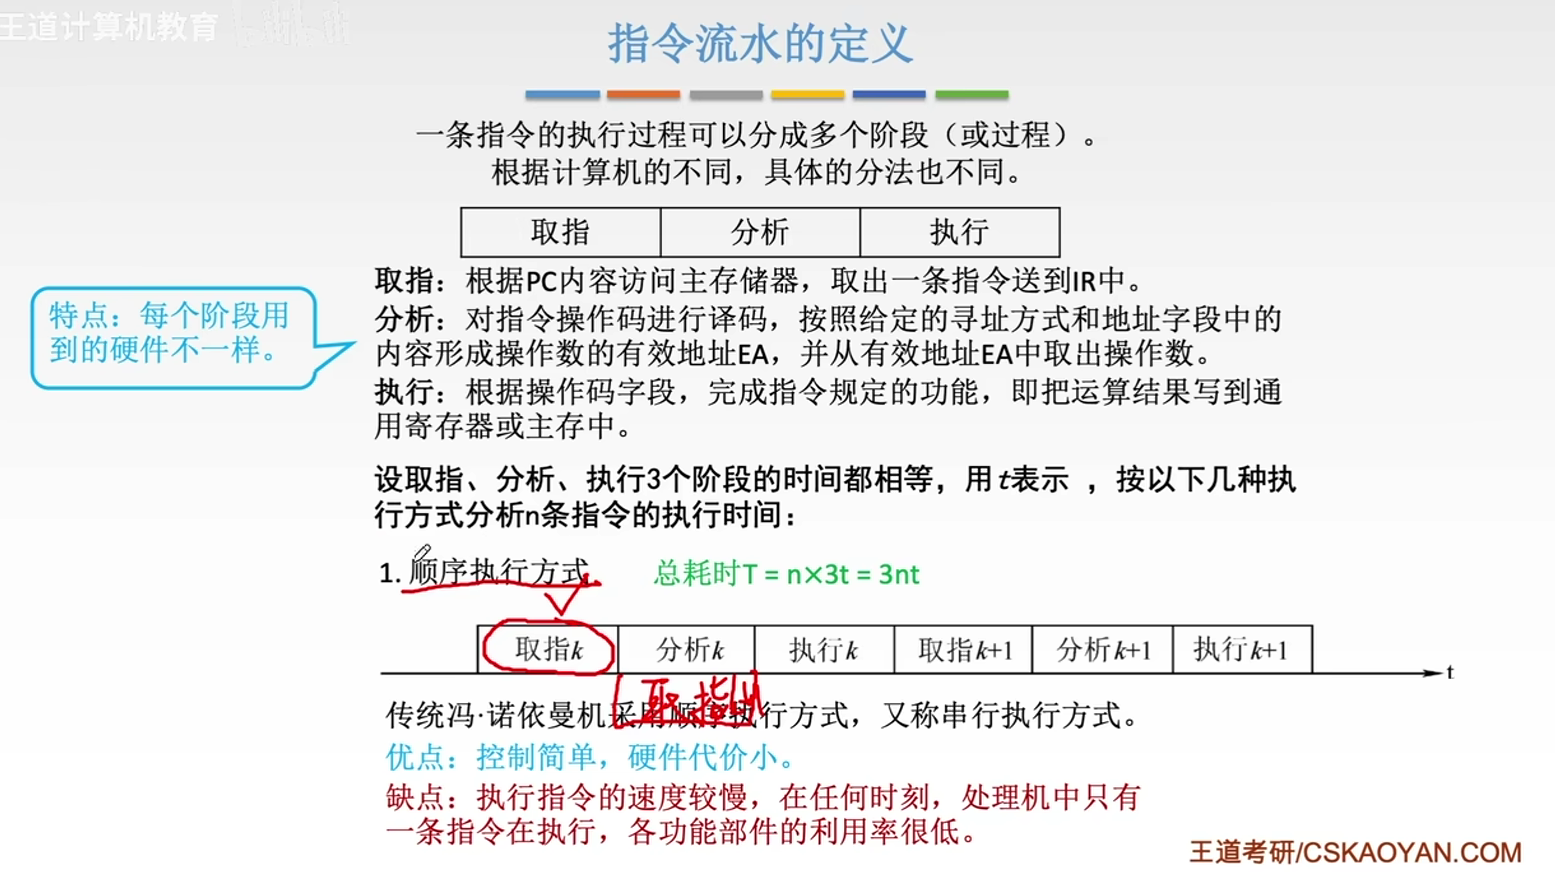 王道计算机教育
指令流水的定义
一条指令的执行过程可以分成多个阶段（或过程）。
根据计算机的不同，具体的分法也不同。
取指 分析 执行
特点：每个阶段用
到的硬件不一样。
取指：根据PC内容访问主存储器，取出一条指令送到IR中。
分析：对指令操作码进行译码，按照给定的寻址方式和地址字段中的
内容形成操作数的有效地址EA，并从有效地址EA中取出操作数。
执行：根据操作码字段，完成指令规定的功能，即把运算结果写到通
用寄存器或主存中。
设取指、分析、执行3个阶段的时间都相等，用t表示 ，按以下几种执
行方式分析n条指令的执行时间：
1. 顺序执行方式 总耗时T = n×3t = 3nt
取指k 分析k 执行k 取指k+1 分析k+1 执行k+1
t
取指
传统冯·诺依曼机采用顺序执行方式，又称串行执行方式。
优点：控制简单，硬件代价小。
缺点：执行指令的速度较慢，在任何时刻，处理机中只有
一条指令在执行，各功能部件的利用率很低。
王道考研/CSKAOYAN.COM